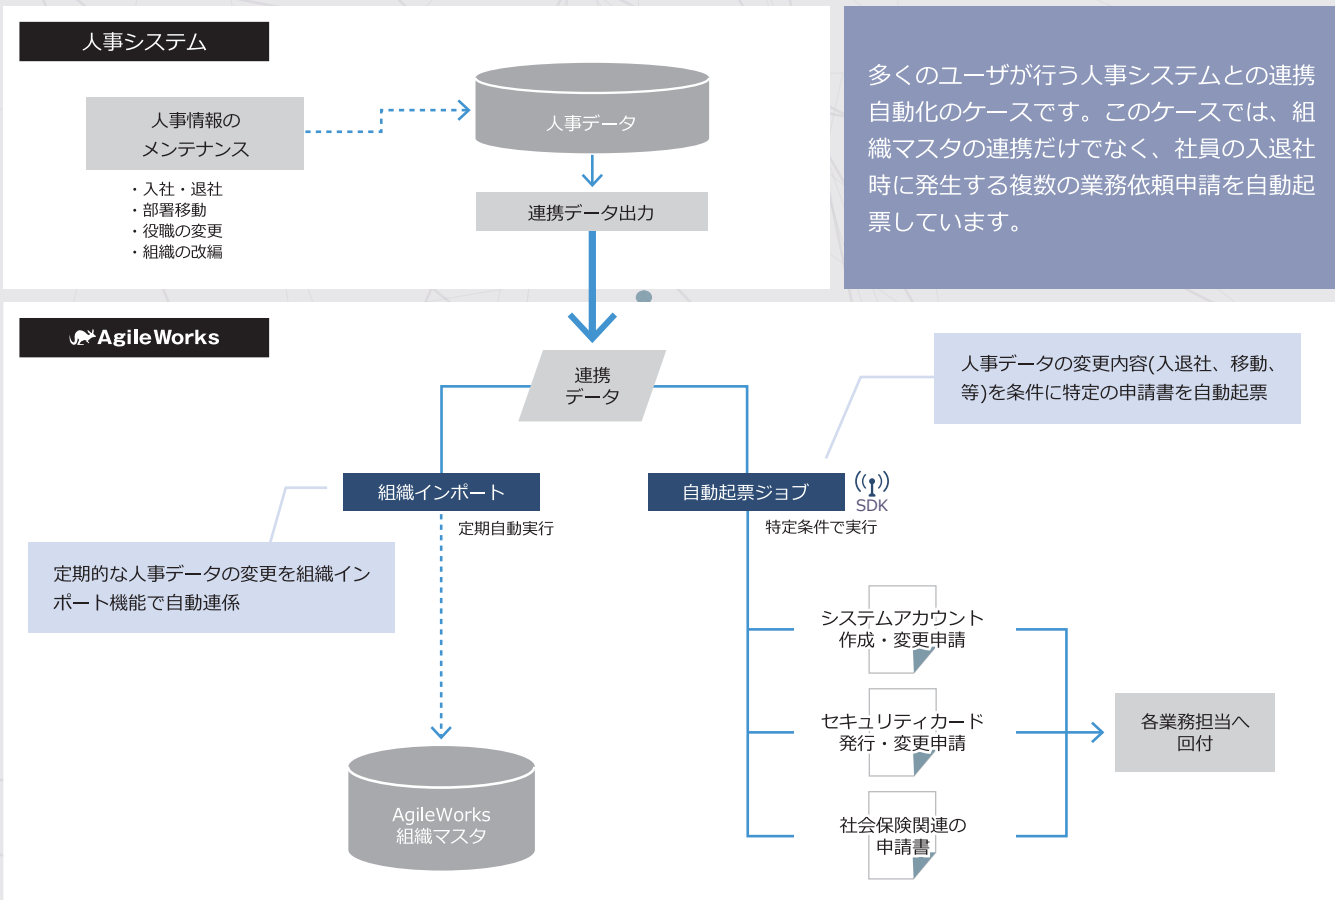 人事システム
人事情報の
メンテナンス
・入社・退社
・部署移動
・役職の変更
・組織の改編
人事データ
連携データ出力
多くのユーザが行う人事システムとの連携
自動化のケースです。このケースでは、組
織マスタの連携だけでなく、社員の入退社
時に発生する複数の業務依頼申請を自動起
票しています。
AgileWorks
連携
データ
人事データの変更内容(入退社、移動、
等)を条件に特定の申請書を自動起票
組織インポート
定期自動実行
自動起票ジョブ
SDK
特定条件で実行
定期的な人事データの変更を組織イン
ポート機能で自動連係
システムアカウント
作成・変更申請
セキュリティカード
発行・変更申請
社会保険関連の
申請書
各業務担当へ
回付
AgileWorks
組織マスタ